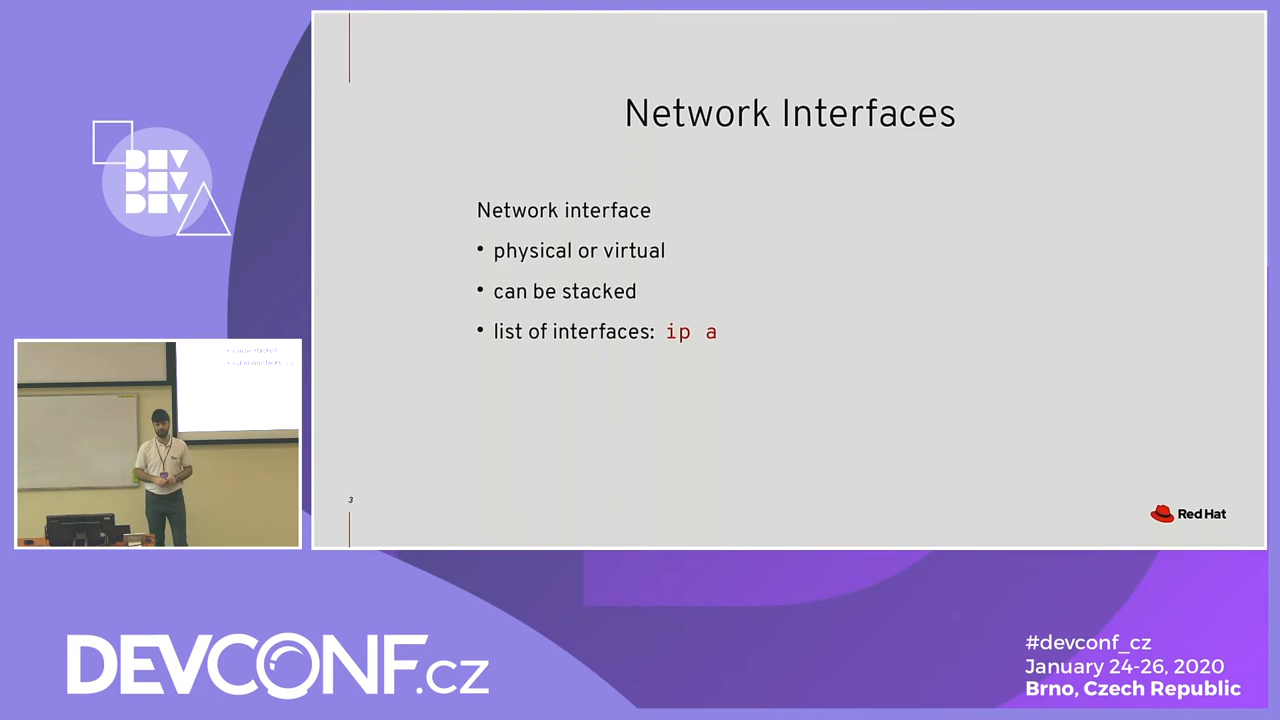 DEV
DEV
DEV
Network Interfaces
Network interface
• physical or virtual
• can be stacked
• list of interfaces: ip a
3
Red Hat
DEVCONF.cz
#devconf_cz
January 24-26, 2020
Brno, Czech Republic